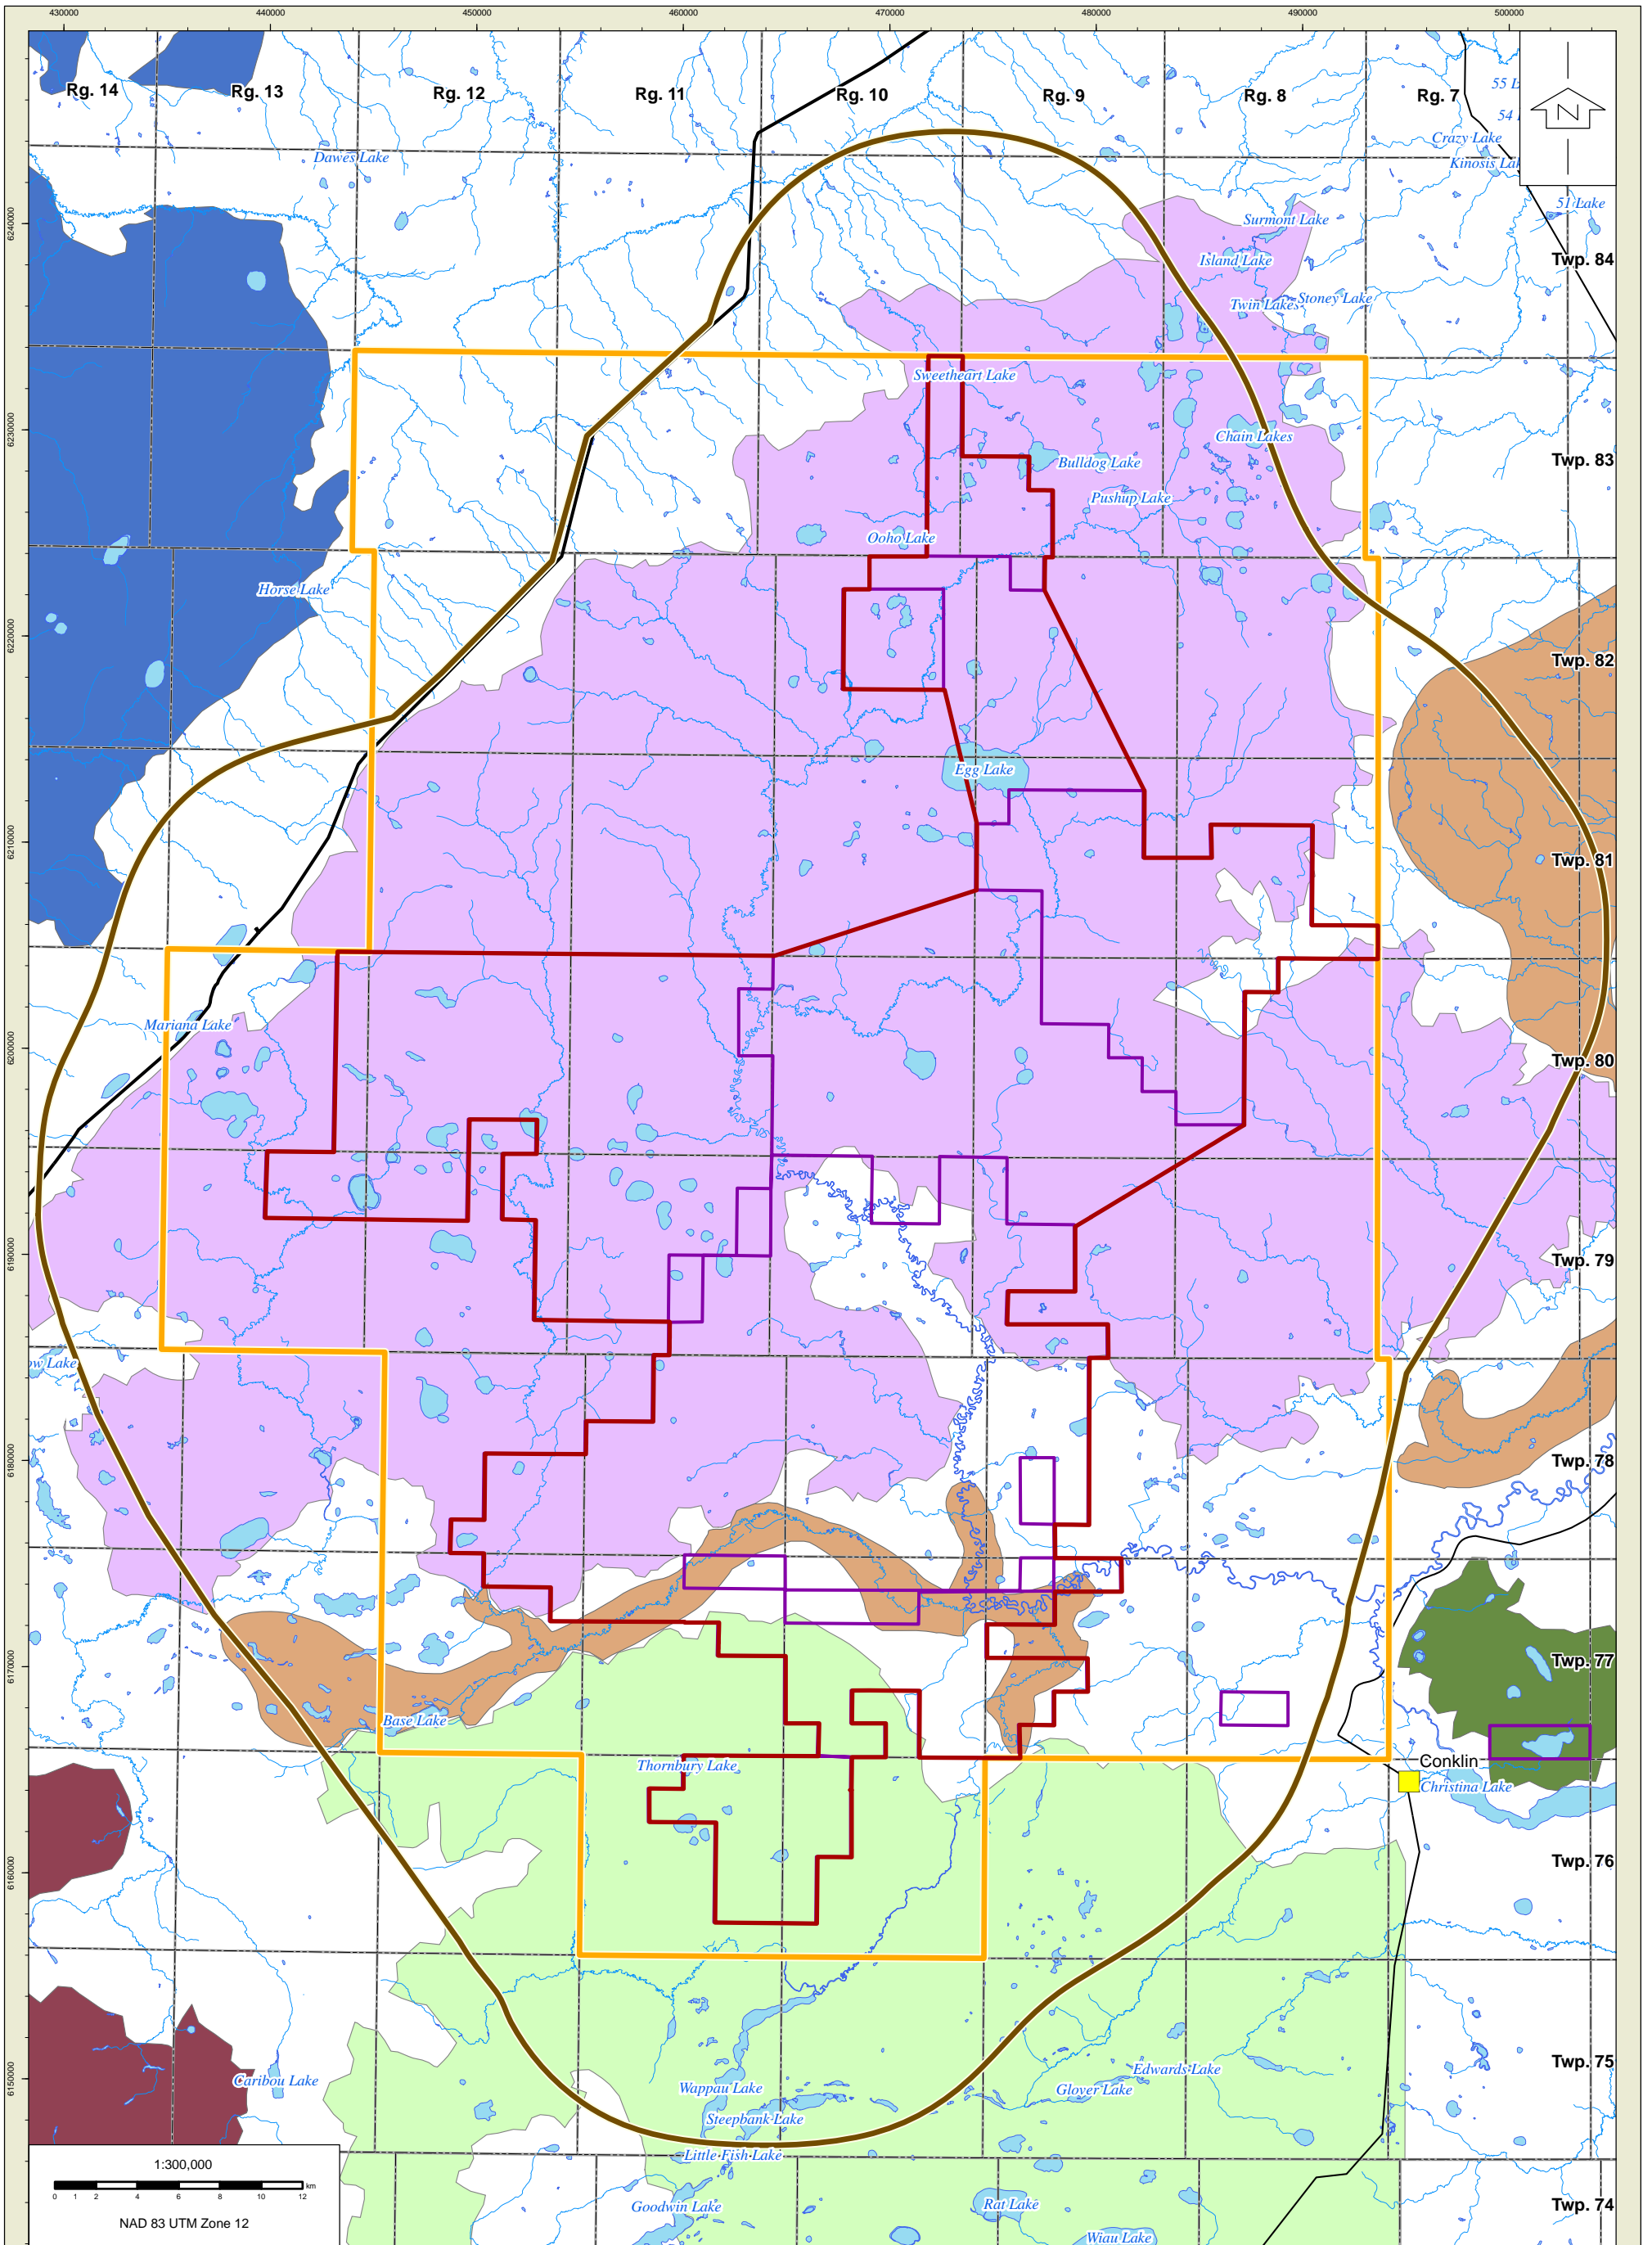 430000 440000 450000 460000 470000 480000 490000 500000
Rg. 14 Rg. 13 Rg. 12 Rg. 11 Rg. 10 Rg. 9 Rg. 8 Rg. 7
N
54
Crazy Lake
Dawes Lake
Kinosis
51 Lake
Surmont Lake
6240000
Island Lake
Twp. 84
Twin Lakes
Stoney Lake
Sweetheart Lake
6230000
Chain Lakes
Bulldog Lake
Twp. 83
Pushup Lake
Ooho Lake
Horse Lake
6220000
Twp. 82
Egg Lake
6210000
Twp. 81
Mariana Lake
6200000
Twp. 80
6190000
Twp. 79
ow Lake
6180000
Twp. 78
6170000
Twp. 77
Base Lake
Thornbury Lake
Conklin
Christina Lake
6160000
Twp. 76
Twp. 75
6150000
Edwards Lake
Caribou Lake
Wappau Lake
Glover Lake
Steepbank Lake
Little Fish Lake
1:300,000
0 1 2 4 6 8 10 12 km
Goodwin Lake
Rat Lake
Twp. 74
NAD 83 UTM Zone 12
Wiau Lake